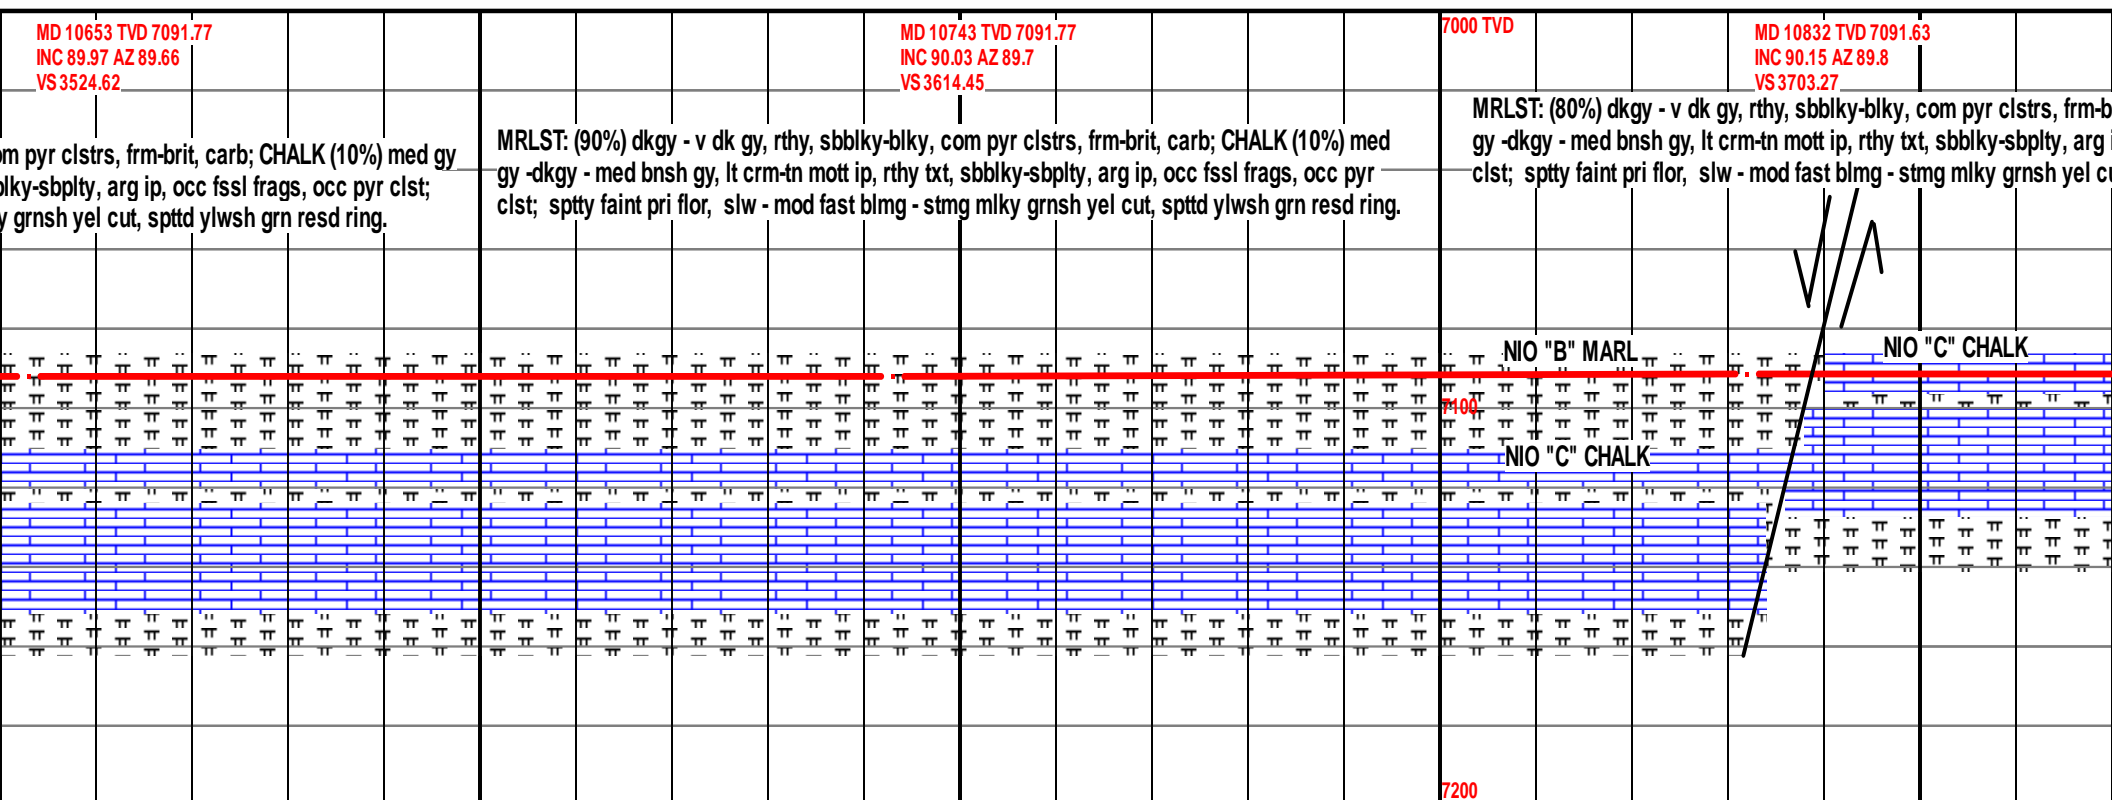 MD 10653 TVD 7091.77
INC 89.97 AZ 89.66
VS 3524.62
MD 10743 TVD 7091.77
INC 90.03 AZ 89.7
VS 3614.45
7000 TVD
MD 10832 TVD 7091.63
INC 90.15 AZ 89.8
VS 3703.27
om pyr clstrs, frm-brit, carb; CHALK (10%) med gy
blky-sbplty, arg ip, occ fssl frags, occ pyr clst;
y grnsh yel cut, spttd ylwsh grn resd ring.
MRLST: (90%) dkgy - v dk gy, rthy, sbblky-blky, com pyr clstrs, frm-brit, carb; CHALK (10%) med
gy -dkgy - med bnsh gy, lt crm-tn mott ip, rthy txt, sbblky-sbplty, arg ip, occ fssl frags, occ pyr
clst; sptty faint pri flor, slw - mod fast blmg - stmg mlky grnsh yel cut, spttd ylwsh grn resd ring.
MRLST: (80%) dkgy - v dk gy, rthy, sbblky-blky, com pyr clstrs, frm-b
gy -dkgy - med bnsh gy, lt crm-tn mott ip, rthy txt, sbblky-sbplty, arg i
clst; sptty faint pri flor, slw - mod fast blmg - stmg mlky grnsh yel cu
NIO "B" MARL
NIO "C" CHALK
7100
NIO "C" CHALK
7200